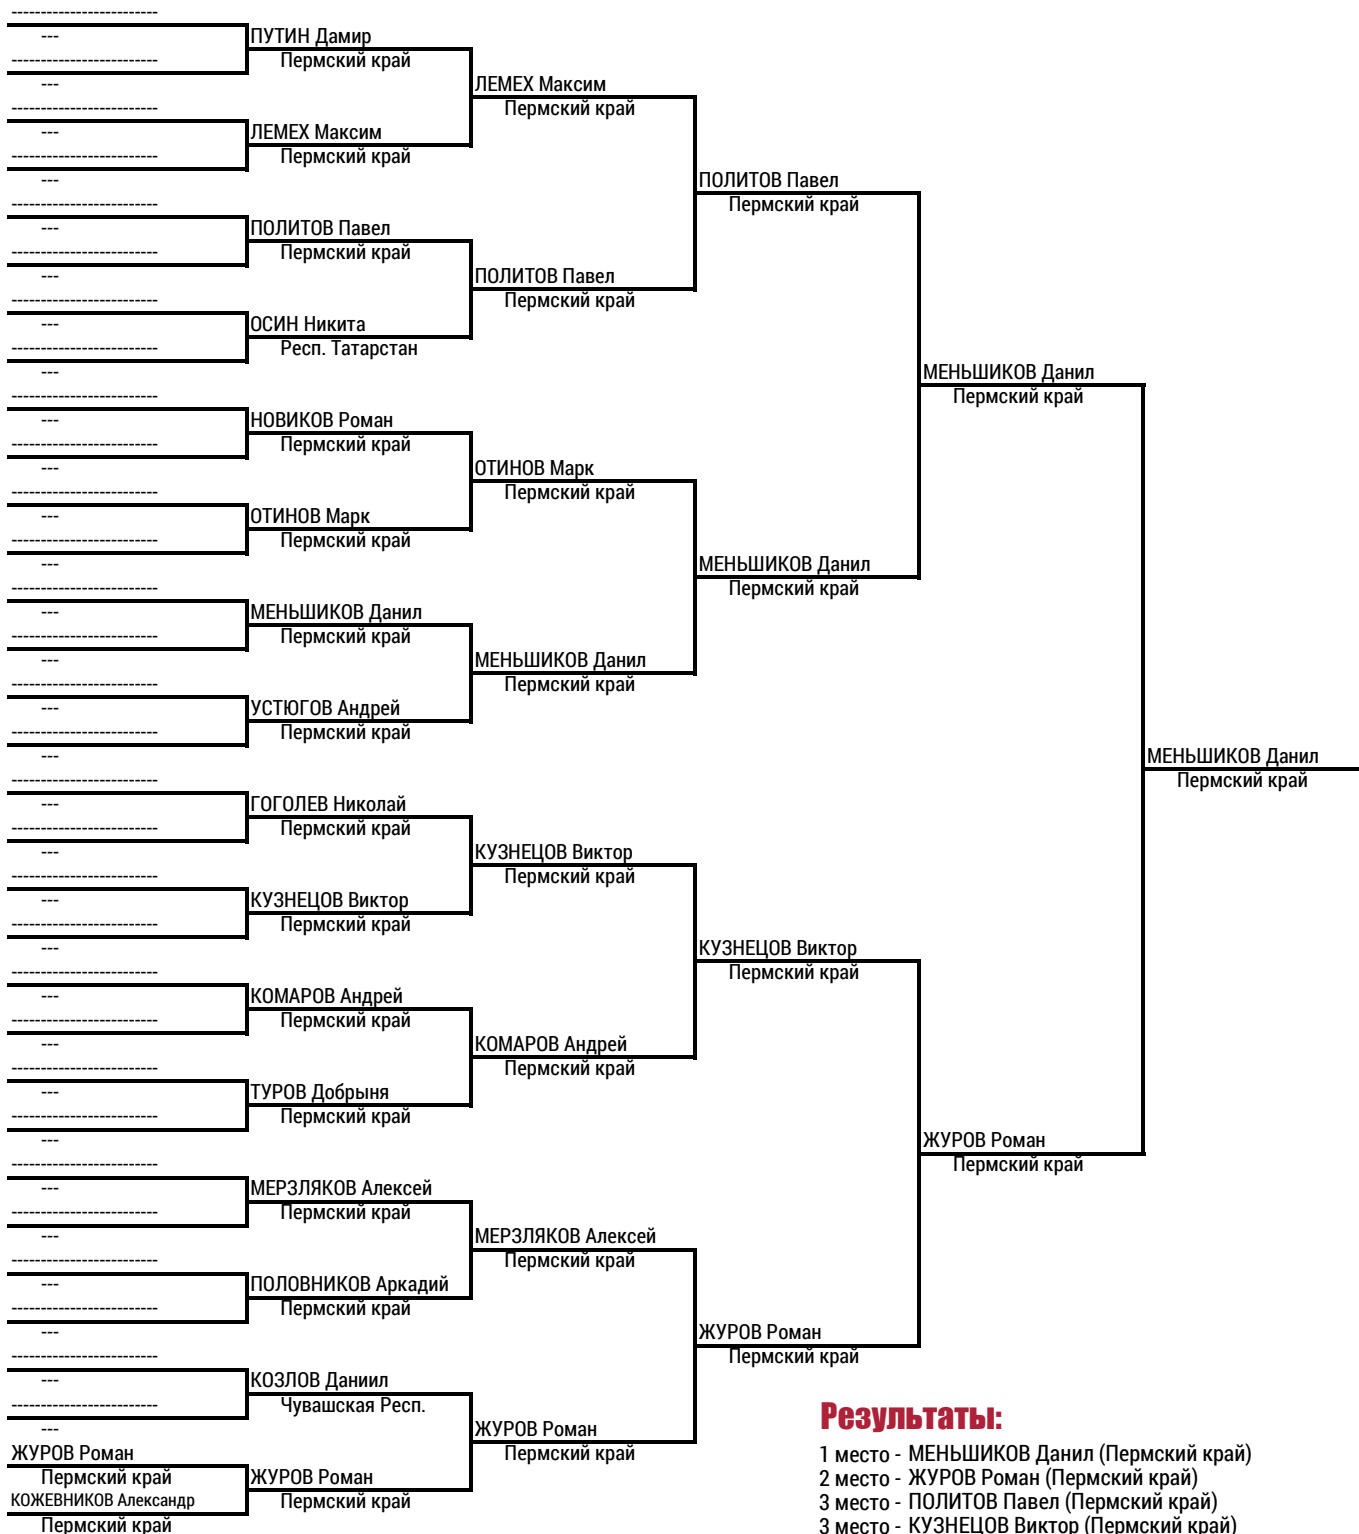 -------------------------
---
-------------------------
---
-------------------------
---
-------------------------
---
-------------------------
---
-------------------------
---
-------------------------
---
-------------------------
---
-------------------------
---
-------------------------
---
-------------------------
---
-------------------------
---
-------------------------
---
-------------------------
---
-------------------------
---
-------------------------
---
-------------------------
---
-------------------------
---
-------------------------
---
-------------------------
---
-------------------------
---
-------------------------
---
-------------------------
---
-------------------------
---
-------------------------
---
-------------------------
---
-------------------------
---
-------------------------
---
-------------------------
---
-------------------------
---
ЖУРОВ Роман
Пермский край
КОЖЕВНИКОВ Александр
Пермский край
ПУТИН Дамир
Пермский край
ЛЕМЕХ Максим
Пермский край
ПОЛИТОВ Павел
Пермский край
ОСИН Никита
Респ. Татарстан
НОВИКОВ Роман
Пермский край
ОТИНОВ Марк
Пермский край
МЕНЬШИКОВ Данил
Пермский край
УСТЮГОВ Андрей
Пермский край
ГОГОЛЕВ Николай
Пермский край
КУЗНЕЦОВ Виктор
Пермский край
КОМАРОВ Андрей
Пермский край
ТУРОВ Добрыня
Пермский край
МЕРЗЛЯКОВ Алексей
Пермский край
ПОЛОВНИКОВ Аркадий
Пермский край
КОЗЛОВ Даниил
Чувашская Респ.
ЖУРОВ Роман
Пермский край
ЛЕМЕХ Максим
Пермский край
ПОЛИТОВ Павел
Пермский край
ОТИНОВ Марк
Пермский край
МЕНЬШИКОВ Данил
Пермский край
КУЗНЕЦОВ Виктор
Пермский край
КОМАРОВ Андрей
Пермский край
МЕРЗЛЯКОВ Алексей
Пермский край
ЖУРОВ Роман
Пермский край
ПОЛИТОВ Павел
Пермский край
МЕНЬШИКОВ Данил
Пермский край
КУЗНЕЦОВ Виктор
Пермский край
ЖУРОВ Роман
Пермский край
МЕНЬШИКОВ Данил
Пермский край
ЖУРОВ Роман
Пермский край
МЕНЬШИКОВ Данил
Пермский край
Результаты:
1 место - МЕНЬШИКОВ Данил (Пермский край)
2 место - ЖУРОВ Роман (Пермский край)
3 место - ПОЛИТОВ Павел (Пермский край)
3 место - КУЗНЕЦОВ Виктор (Пермский край)